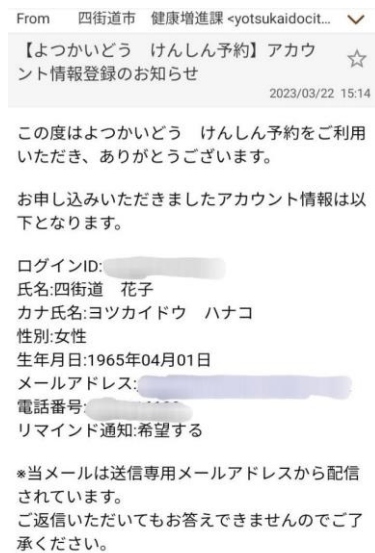 From 四街道市 健康増進課 <yotsukaidocit...
【よつかいどう けんしん予約】アカウ
ント情報登録のお知らせ
2023/03/22 15:14
この度はよつかいどう けんしん予約をご利用
いただき、ありがとうございます。
お申し込みいただきましたアカウント情報は以
下となります。
ログインID:
氏名:四街道 花子
カナ氏名:ヨツカイドウ ハナコ
性別:女性
生年月日:1965年04月01日
メールアドレス:
電話番号:
リマインド通知:希望する
*当メールは送信専用メールアドレスから配信
されています。
ご返信いただいてもお答えできませんのでご了
承ください。